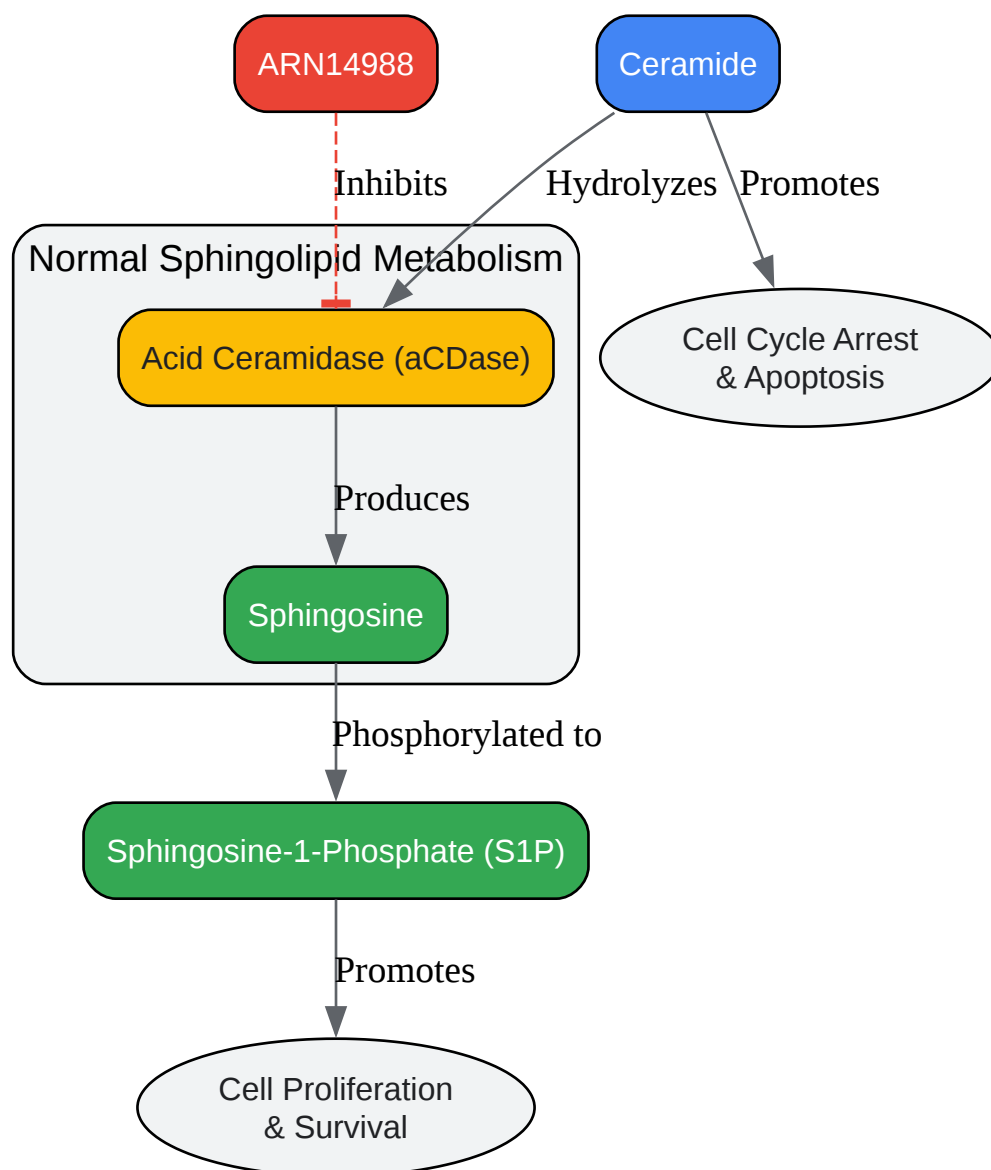 ARN14988
Ceramide
Inhibits
Hydrolyzes
Promotes
Normal Sphingolipid Metabolism
Acid Ceramidase (aCDase)
Cell Cycle Arrest
& Apoptosis
Produces
Sphingosine
Phosphorylated to
Sphingosine-1-Phosphate (S1P)
Promotes
Cell Proliferation
& Survival